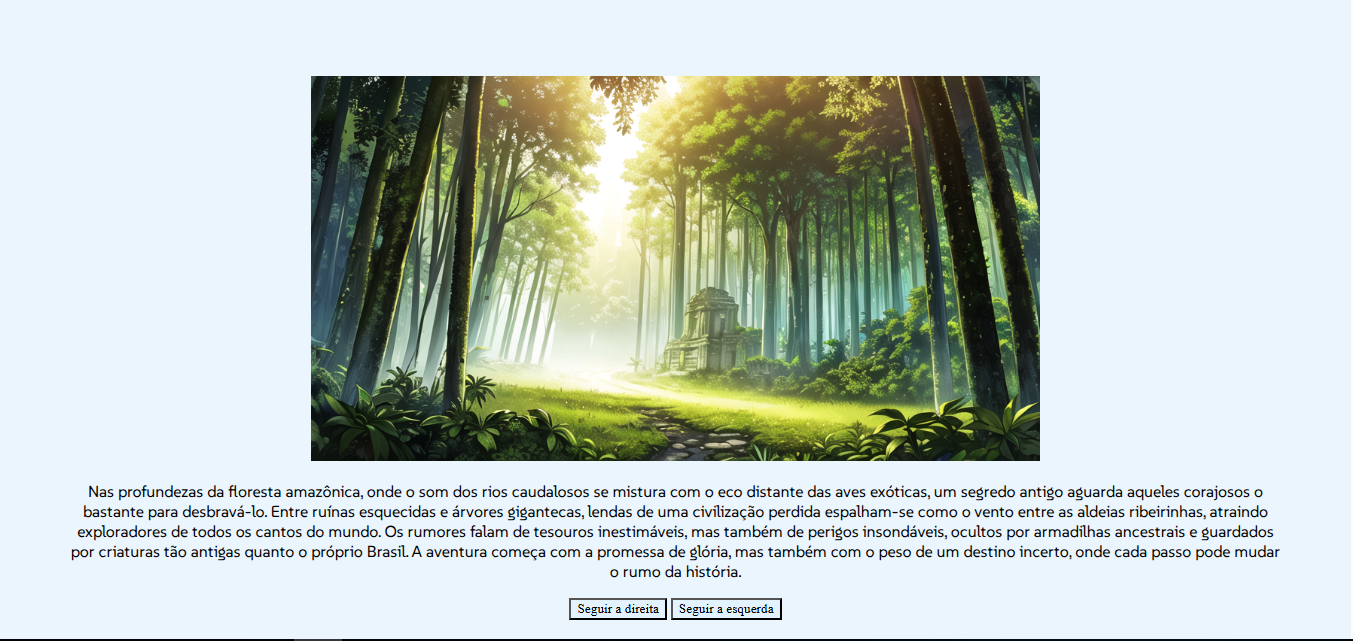 Nas profundezas da floresta amazônica, onde o som dos rios caudalosos se mistura com o eco distante das aves exóticas, um segredo antigo aguarda aqueles corajosos o
bastante para desbravá-lo. Entre ruínas esquecidas e árvores gigantecas, lendas de uma civilização perdida espalham-se como o vento entre as aldeias ribeirinhas, atraindo
exploradores de todos os cantos do mundo. Os rumores falam de tesouros inestimáveis, mas também de perigos insondáveis, ocultos por armadilhas ancestrais e guardados
por criaturas tão antigas quanto o próprio Brasil. A aventura começa com a promessa de glória, mas também com o peso de um destino incerto, onde cada passo pode mudar
o rumo da história.
Seguir a direita Seguir a esquerda